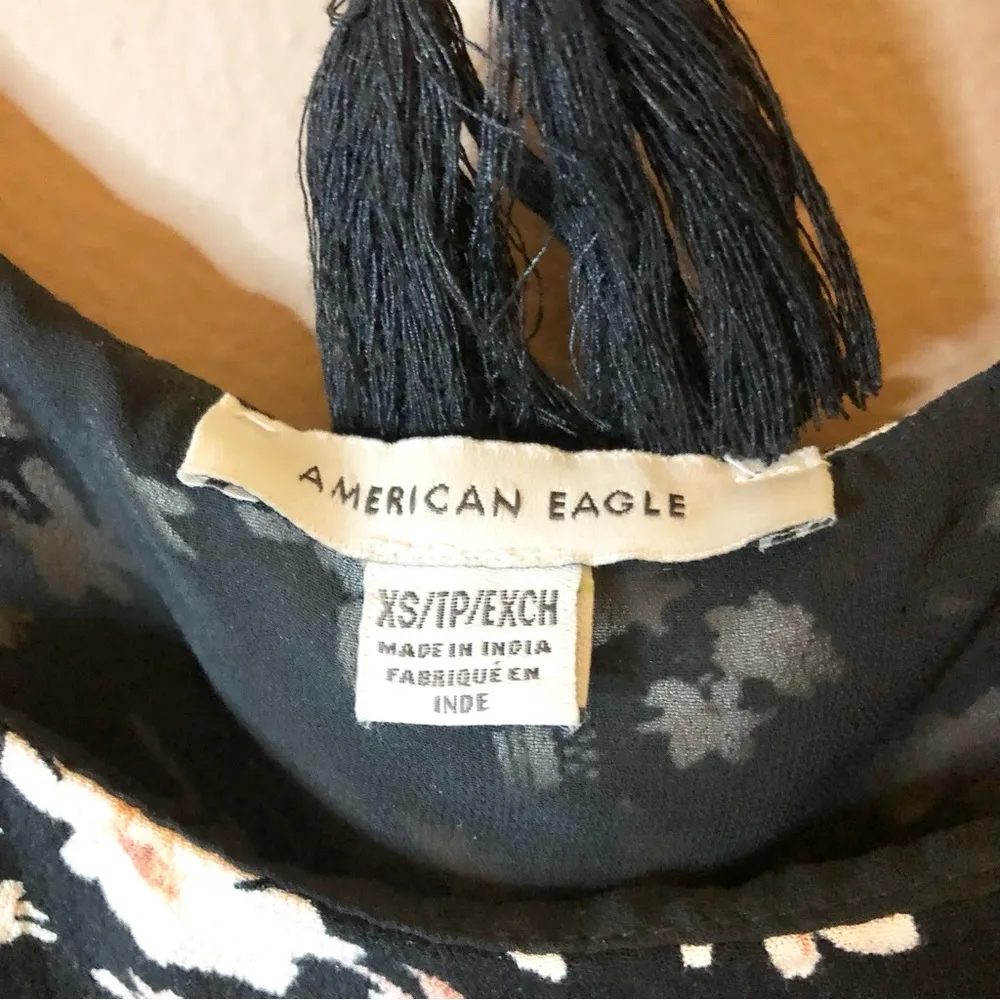 AMERICAN EAGLE
XS/TP/EXCH
MADE IN INDIA
FABRIQUÉ EN
INDE